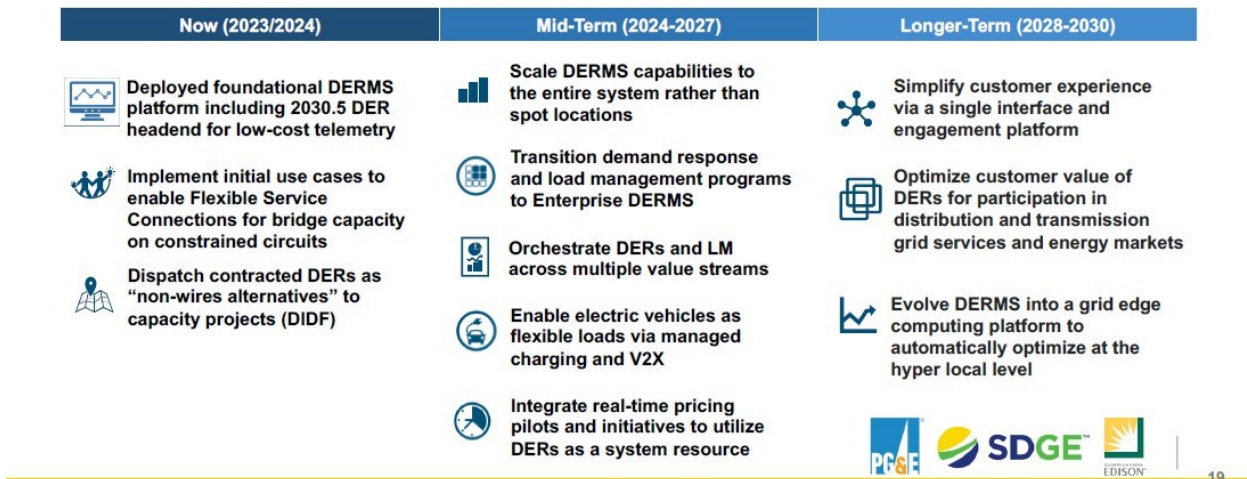 Now (2023/2024)
Mid-Term (2024-2027)
Longer-Term (2028-2030)
Deployed foundational DERMS
platform including 2030.5 DER
headend for low-cost telemetry
Implement initial use cases to
enable Flexible Service
Connections for bridge capacity
on constrained circuits
Dispatch contracted DERs as
“non-wires alternatives” to
capacity projects (DIDF)
Scale DERMS capabilities to
the entire system rather than
spot locations
Transition demand response
and load management programs
to Enterprise DERMS
Orchestrate DERs and LM
across multiple value streams
Enable electric vehicles as
flexible loads via managed
charging and V2X
Integrate real-time pricing
pilots and initiatives to utilize
DERs as a system resource
Simplify customer experience
via a single interface and
engagement platform
Optimize customer value of
DERs for participation in
distribution and transmission
grid services and energy markets
Evolve DERMS into a grid edge
computing platform to
automatically optimize at the
hyper local level
PG&E
SDGE™
EDISON
19